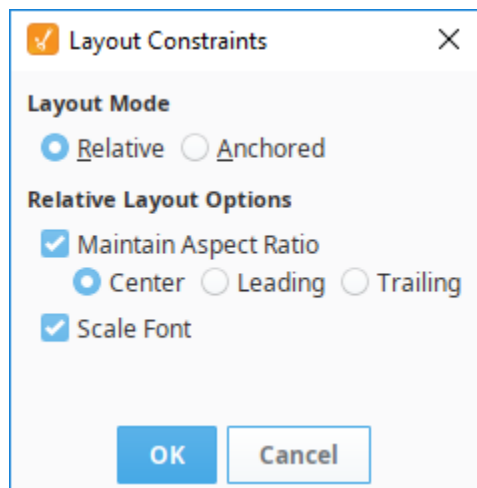 Layout Constraints
Layout Mode
Relative Anchored
Relative Layout Options
Maintain Aspect Ratio
Center Leading Trailing
Scale Font
OK Cancel